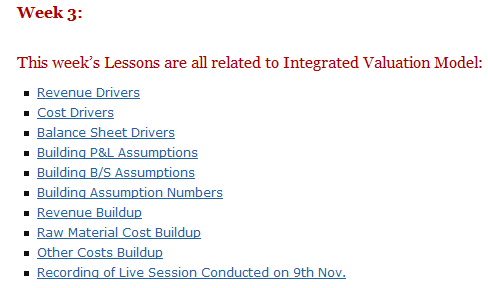 Week 3:
This week’s Lessons are all related to Integrated Valuation Model:
Revenue Drivers
Cost Drivers
Balance Sheet Drivers
Building P&L Assumptions
Building B/S Assumptions
Building Assumption Numbers
Revenue Buildup
Raw Material Cost Buildup
Other Costs Buildup
Recording of Live Session Conducted on 9th Nov.